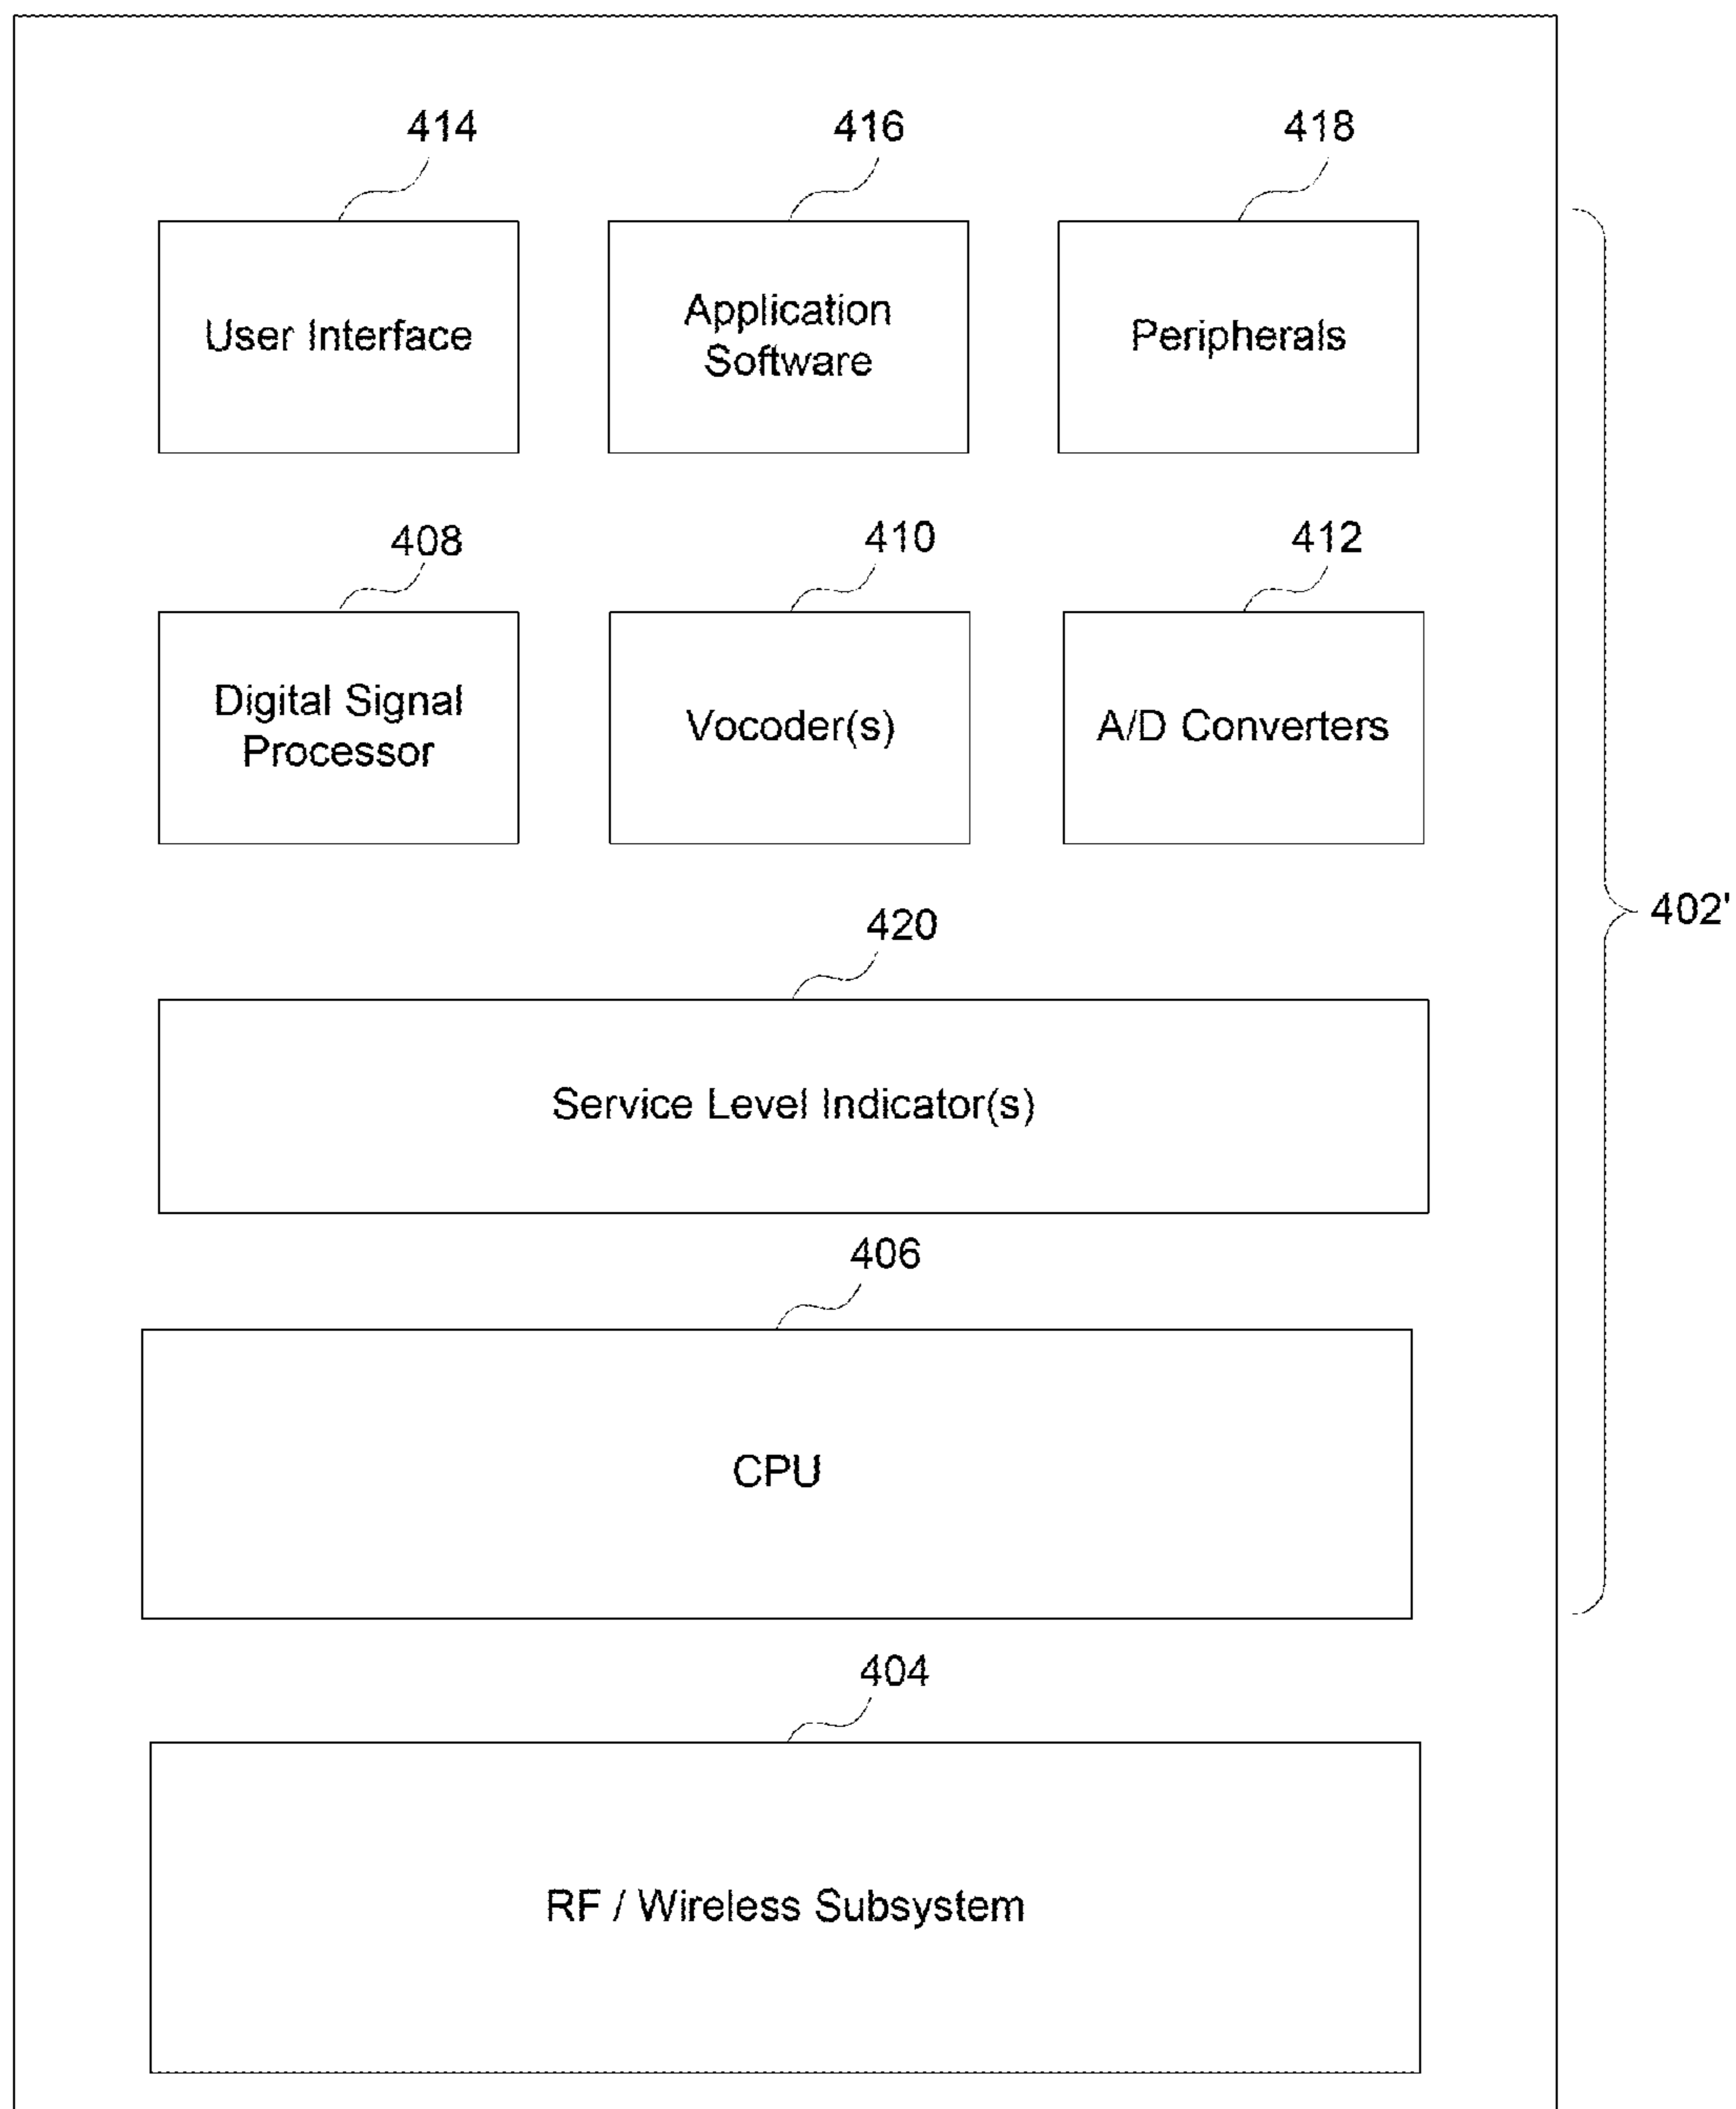 414
416
418
User Interface
Application
Software
Peripherals
408
410
412
Digital Signal
Processor
Vocoder(s)
A/D Converters
420
402'
Service Level Indicator(s)
406
CPU
404
RF / Wireless Subsystem